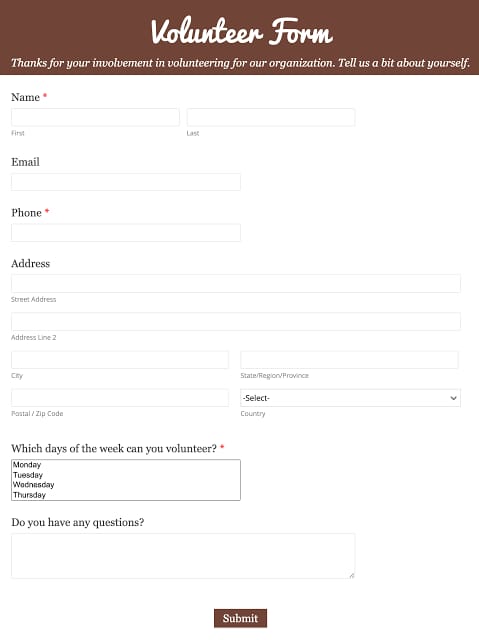 Volunteer Form
Thanks for your involvement in volunteering for our organization. Tell us a bit about yourself.
Name *
First Last
Email
Phone *
Address
Street Address
Address Line 2
City State/Region/Province
-Select-
Postal / Zip Code Country
Which days of the week can you volunteer? *
Monday
Tuesday
Wednesday
Thursday
Do you have any questions?
Submit